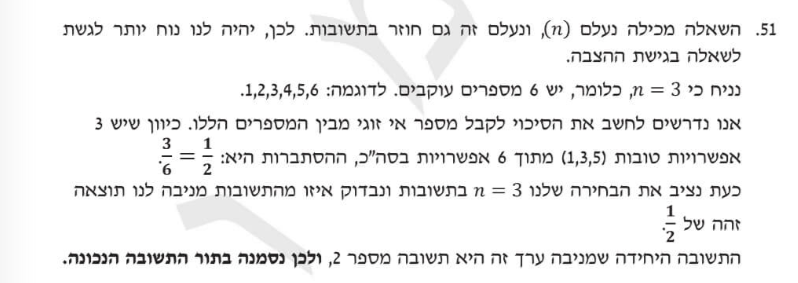 51. השאלה מכילה נעלם (n), ונעלם זה גם חוזר בתשובות. לכן, יהיה לנו נוח יותר לגשת
לשאלה בגישת ההצבה.
נניח כי n = 3, כלומר, יש 6 מספרים עוקבים. לדוגמה: 1,2,3,4,5,6.
אנו נדרשים לחשב את הסיכוי לקבל מספר אי זוגי מבין המספרים הללו. כיוון שיש 3
אפשרויות טובות (1,3,5) מתוך 6 אפשרויות בסה"כ, ההסתברות היא: 3/6 = 1/2.
כעת נציב את הבחירה שלנו n = 3 בתשובות ונבדוק איזו מהתשובות מניבה לנו תוצאה
זהה של 1/2.
התשובה היחידה שמניבה ערך זה היא תשובה מספר 2, ולכן נסמנה בתור התשובה הנכונה.